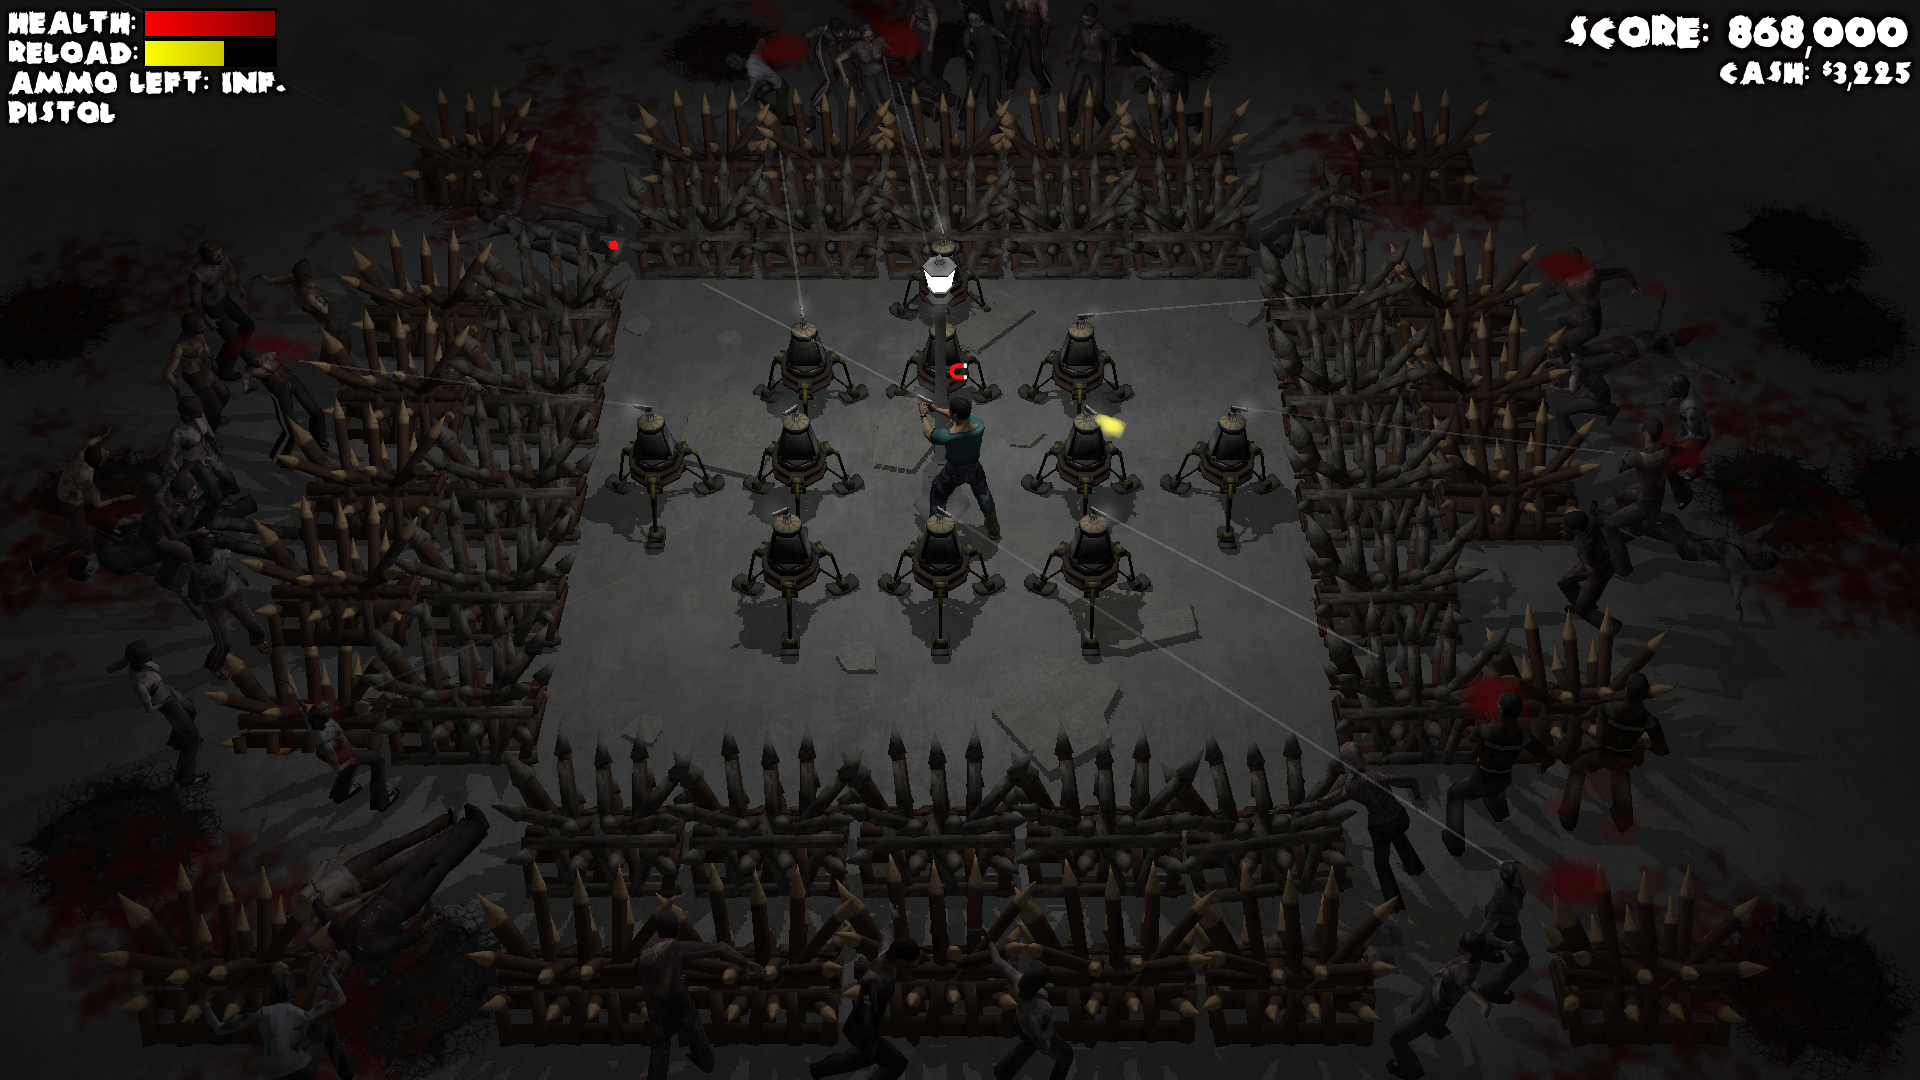 HEALTH:
RELOAD:
AMMO LEFT: INF.
PISTOL
SCORE: 868,000
CASH: $3,225